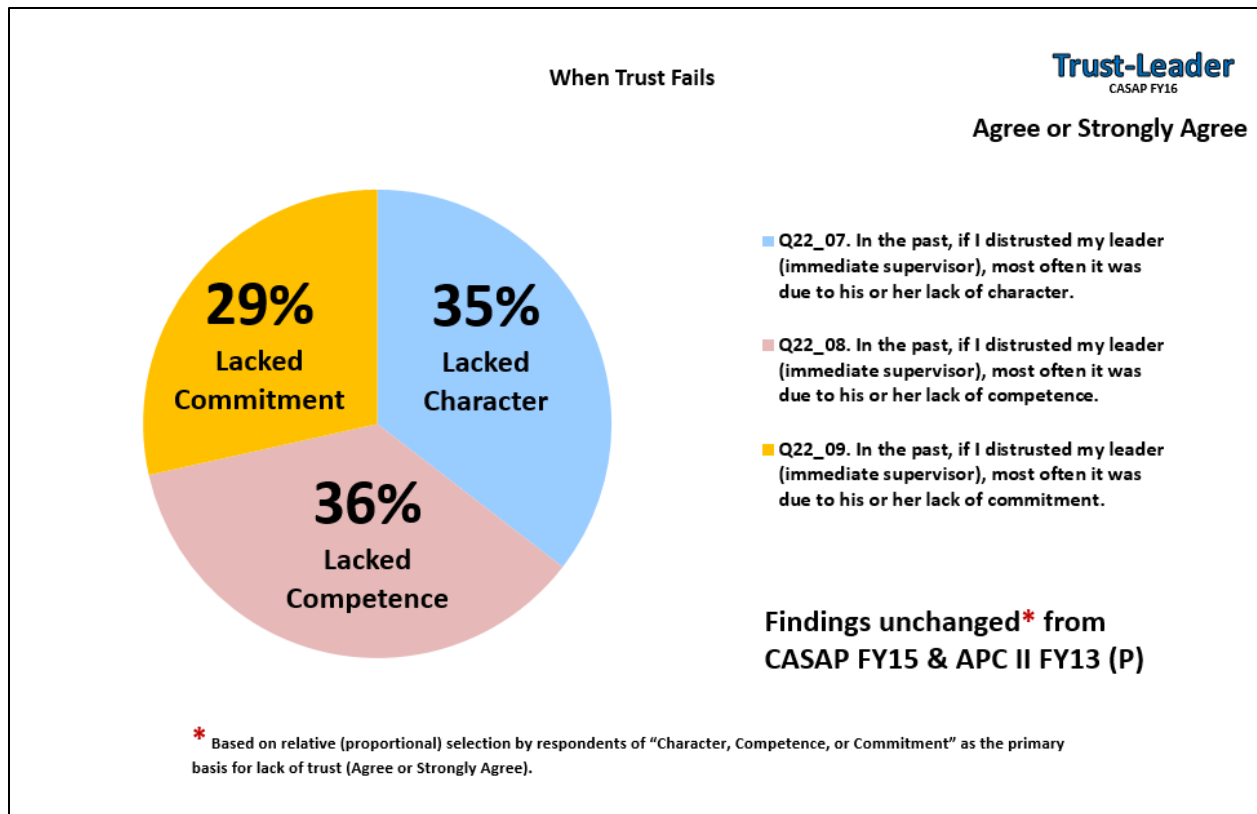 When Trust Fails
Trust-Leader
CASAP FY16
Agree or Strongly Agree
29%
Lacked
Commitment
35%
Lacked
Character
36%
Lacked
Competence
Q22_07. In the past, if I distrusted my leader
(immediate supervisor), most often it was
due to his or her lack of character.
Q22_08. In the past, if I distrusted my leader
(immediate supervisor), most often it was
due to his or her lack of competence.
Q22_09. In the past, if I distrusted my leader
(immediate supervisor), most often it was
due to his or her lack of commitment.
Findings unchanged* from
CASAP FY15 & APC II FY13 (P)
* Based on relative (proportional) selection by respondents of “Character, Competence, or Commitment” as the primary
basis for lack of trust (Agree or Strongly Agree).